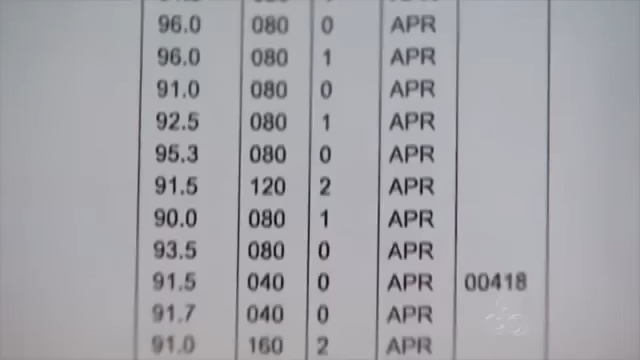 96.0 080 0 APR
96.0 080 1 APR
91.0 080 0 APR
92.5 080 1 APR
95.3 080 0 APR
91.5 120 2 APR
90.0 080 1 APR
93.5 080 0 APR
91.5 040 0 APR 00418
91.7 040 0 APR
91.0 160 2 APR